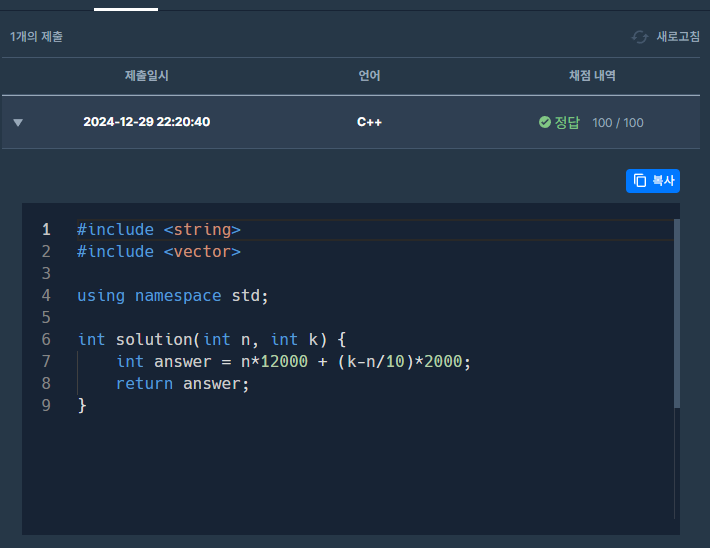 1개의 제출
새로고침
제출일시 언어 채점 내역
2024-12-29 22:20:40 C++ 정답 100 / 100
복사
1 #include <string>
2 #include <vector>
3
4 using namespace std;
5
6 int solution(int n, int k) {
7 int answer = n*12000 + (k-n/10)*2000;
8 return answer;
9 }